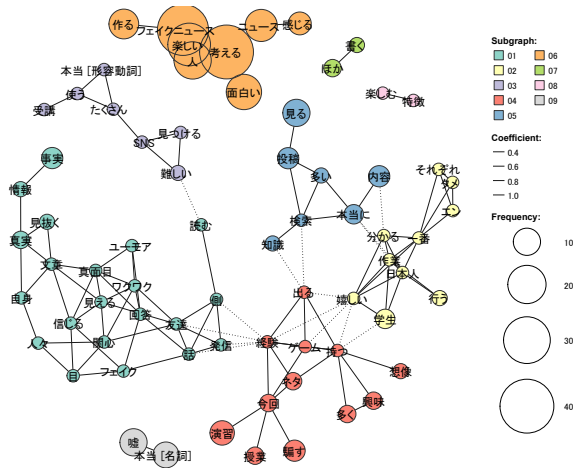 作る
フェイクニュース
ニュース
感じる
楽しい
考える
人
面白い
書く
ほか
本当 [形容動詞]
使う
受講
たくさん
楽しむ
特徴
見る
SNS
見つける
難しい
投稿
多い
内容
それぞれ
タメ
エン
事実
情報
見抜く
真実
文葉
ユーモア
読む
検索
本当に
知識
分かる
一番
作業
日本人
真面目
ワクワク
自身
見える
回答
側
出る
嬉しい
行う
学生
信じる
友達
人々
関心
話
発信
経験
ゲーム
持つ
目
フェイク
ネタ
想像
今回
興味
多く
演習
授業
騙す
嘘
本当 [名詞]
Subgraph:
01
02
03
04
05
06
07
08
09
Coefficient:
0.4
0.6
0.8
1.0
Frequency:
10
20
30
40